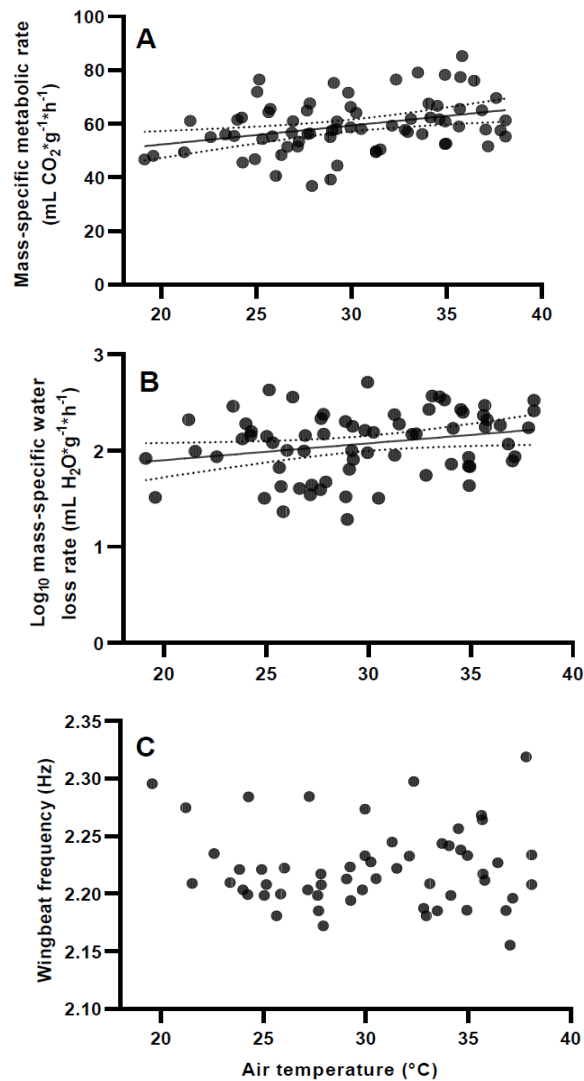 A
Mass-specific metabolic rate
(mL CO₂*g⁻¹*h⁻¹)
100
80
60
40
20
0
20 25 30 35 40
B
Log₁₀ mass-specific water
loss rate (mL H₂O*g⁻¹*h⁻¹)
3
2
1
0
20 25 30 35 40
C
Wingbeat frequency (Hz)
2.35
2.30
2.25
2.20
2.15
2.10
20 25 30 35 40
Air temperature (°C)